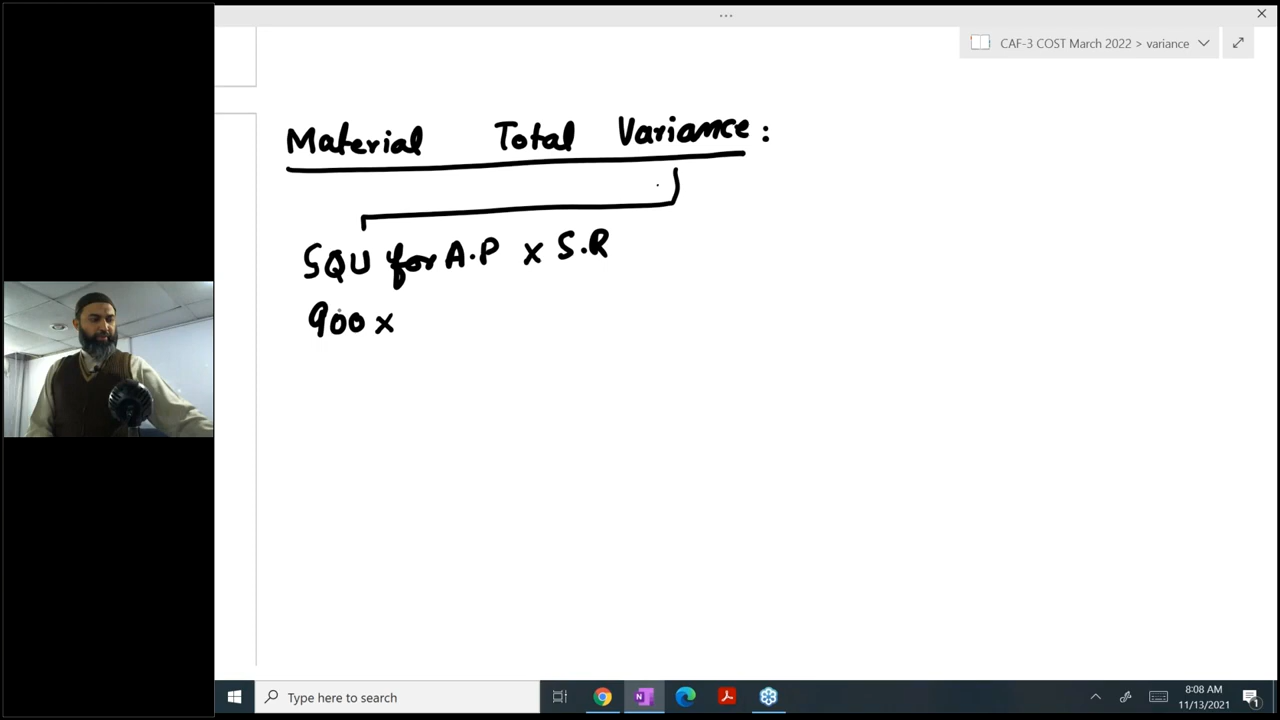 CAF-3 COST March 2022 > variance
Material Total Variance :
SQU for A.P x S.R
900 x
Type here to search
8:08 AM
11/13/2021
1